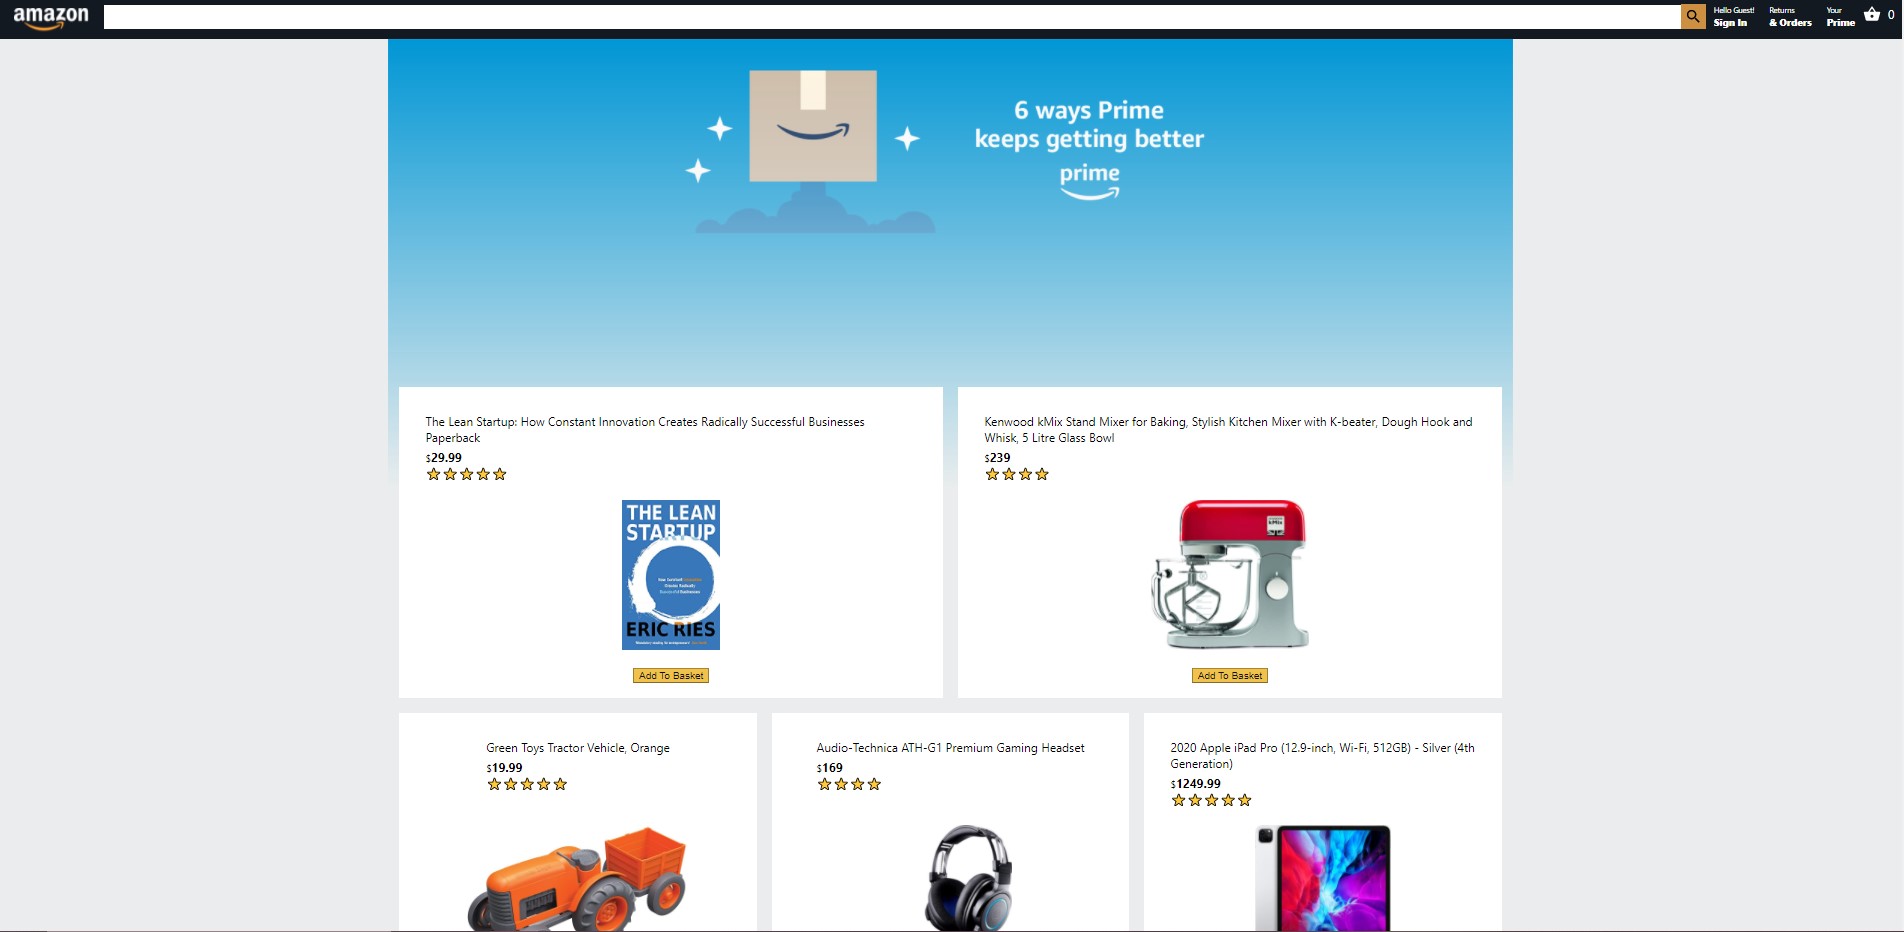 amazon
Hello Guest!
Sign In
Returns
& Orders
Your
Prime
0
6 ways Prime
keeps getting better
prime
The Lean Startup: How Constant Innovation Creates Radically Successful Businesses
Paperback
$29.99
THE LEAN
STARTUP
ERIC RIES
Add To Basket
Kenwood kMix Stand Mixer for Baking, Stylish Kitchen Mixer with K-beater, Dough Hook and
Whisk, 5 Litre Glass Bowl
$239
kMix
Add To Basket
Green Toys Tractor Vehicle, Orange
$19.99
Audio-Technica ATH-G1 Premium Gaming Headset
$169
2020 Apple iPad Pro (12.9-inch, Wi-Fi, 512GB) - Silver (4th
Generation)
$1249.99